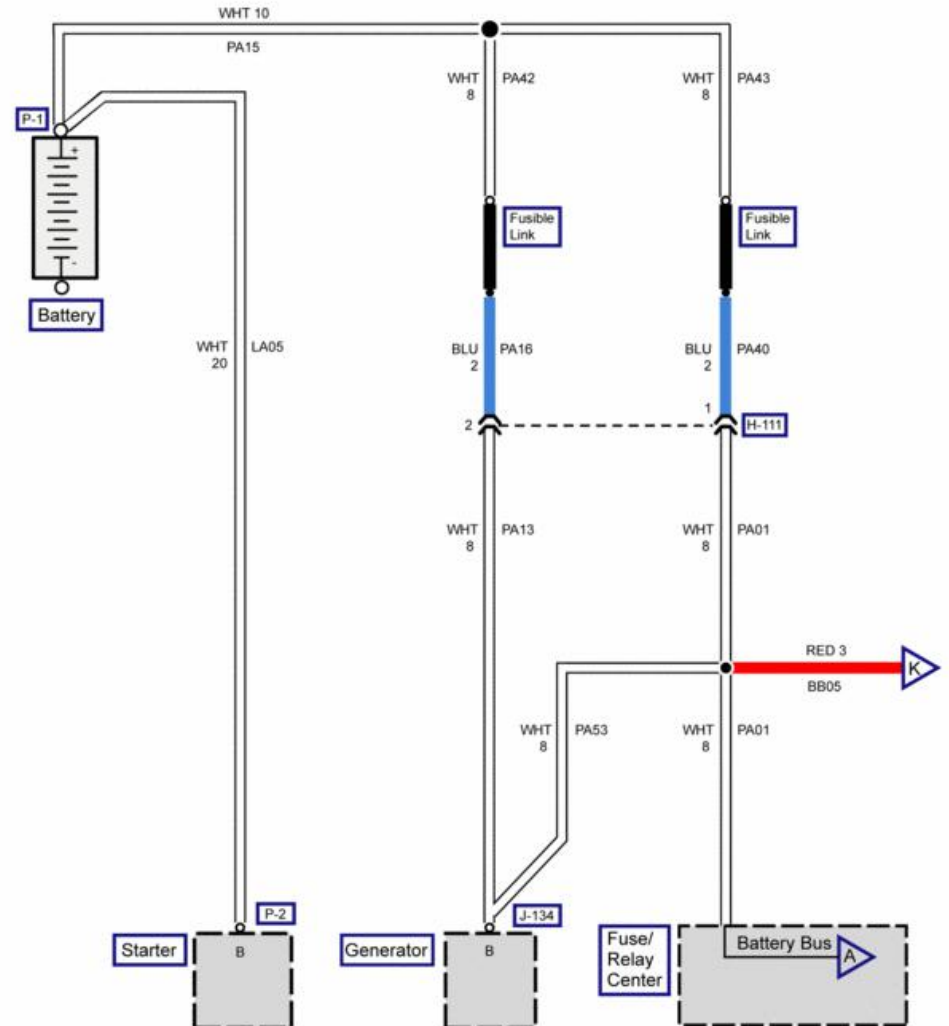 WHT 10
PA15
WHT
8
PA42
WHT
8
PA43
P-1
+
-
Battery
Fusible
Link
Fusible
Link
WHT
20
LA05
BLU
2
PA16
BLU
2
PA40
2
1
H-111
WHT
8
PA13
WHT
8
PA01
RED 3
K
BB05
WHT
8
PA53
WHT
8
PA01
P-2
Starter
B
J-134
Generator
B
Fuse/
Relay
Center
Battery Bus
A